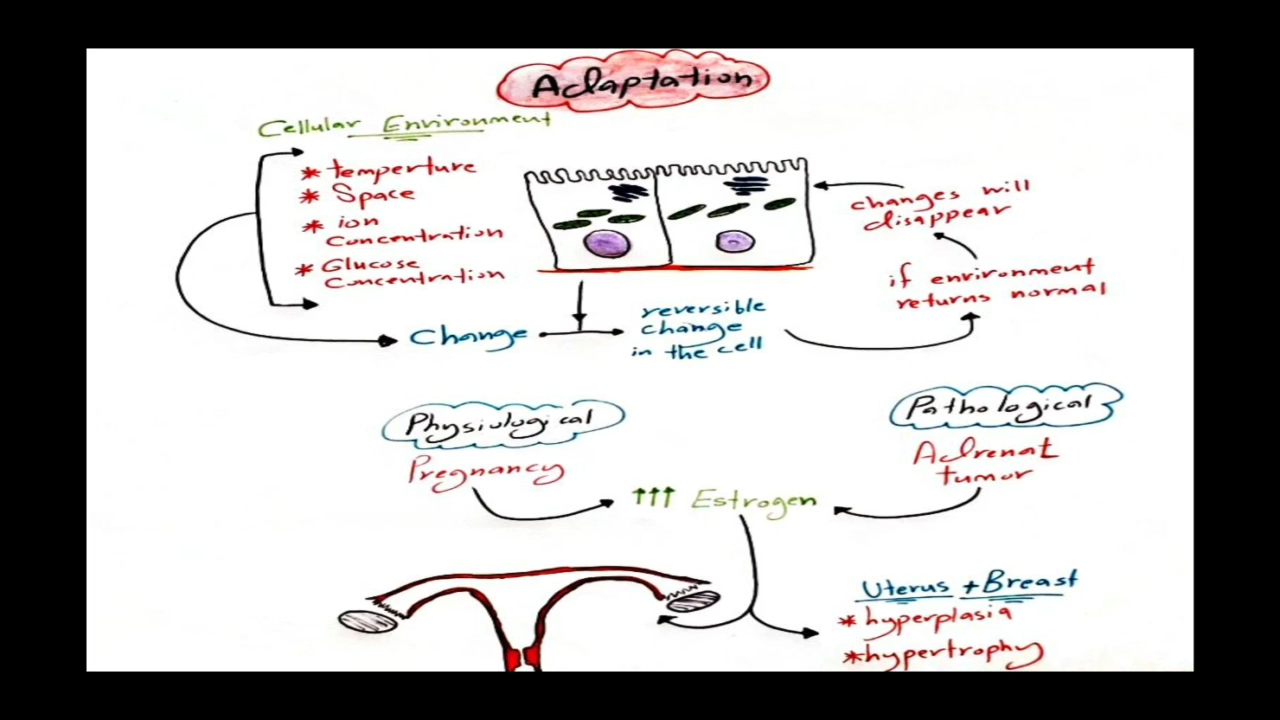 Adaptation
Cellular Environment
* temperture
* Space
* ion
concentration
* Glucose
concentration
changes will
disappear
if environment
returns normal
Change
reversible
change
in the cell
Physiological
Pregnancy
Pathological
Adrenal
tumor
↑↑↑ Estrogen
Uterus + Breast
* hyperplasia
* hypertrophy